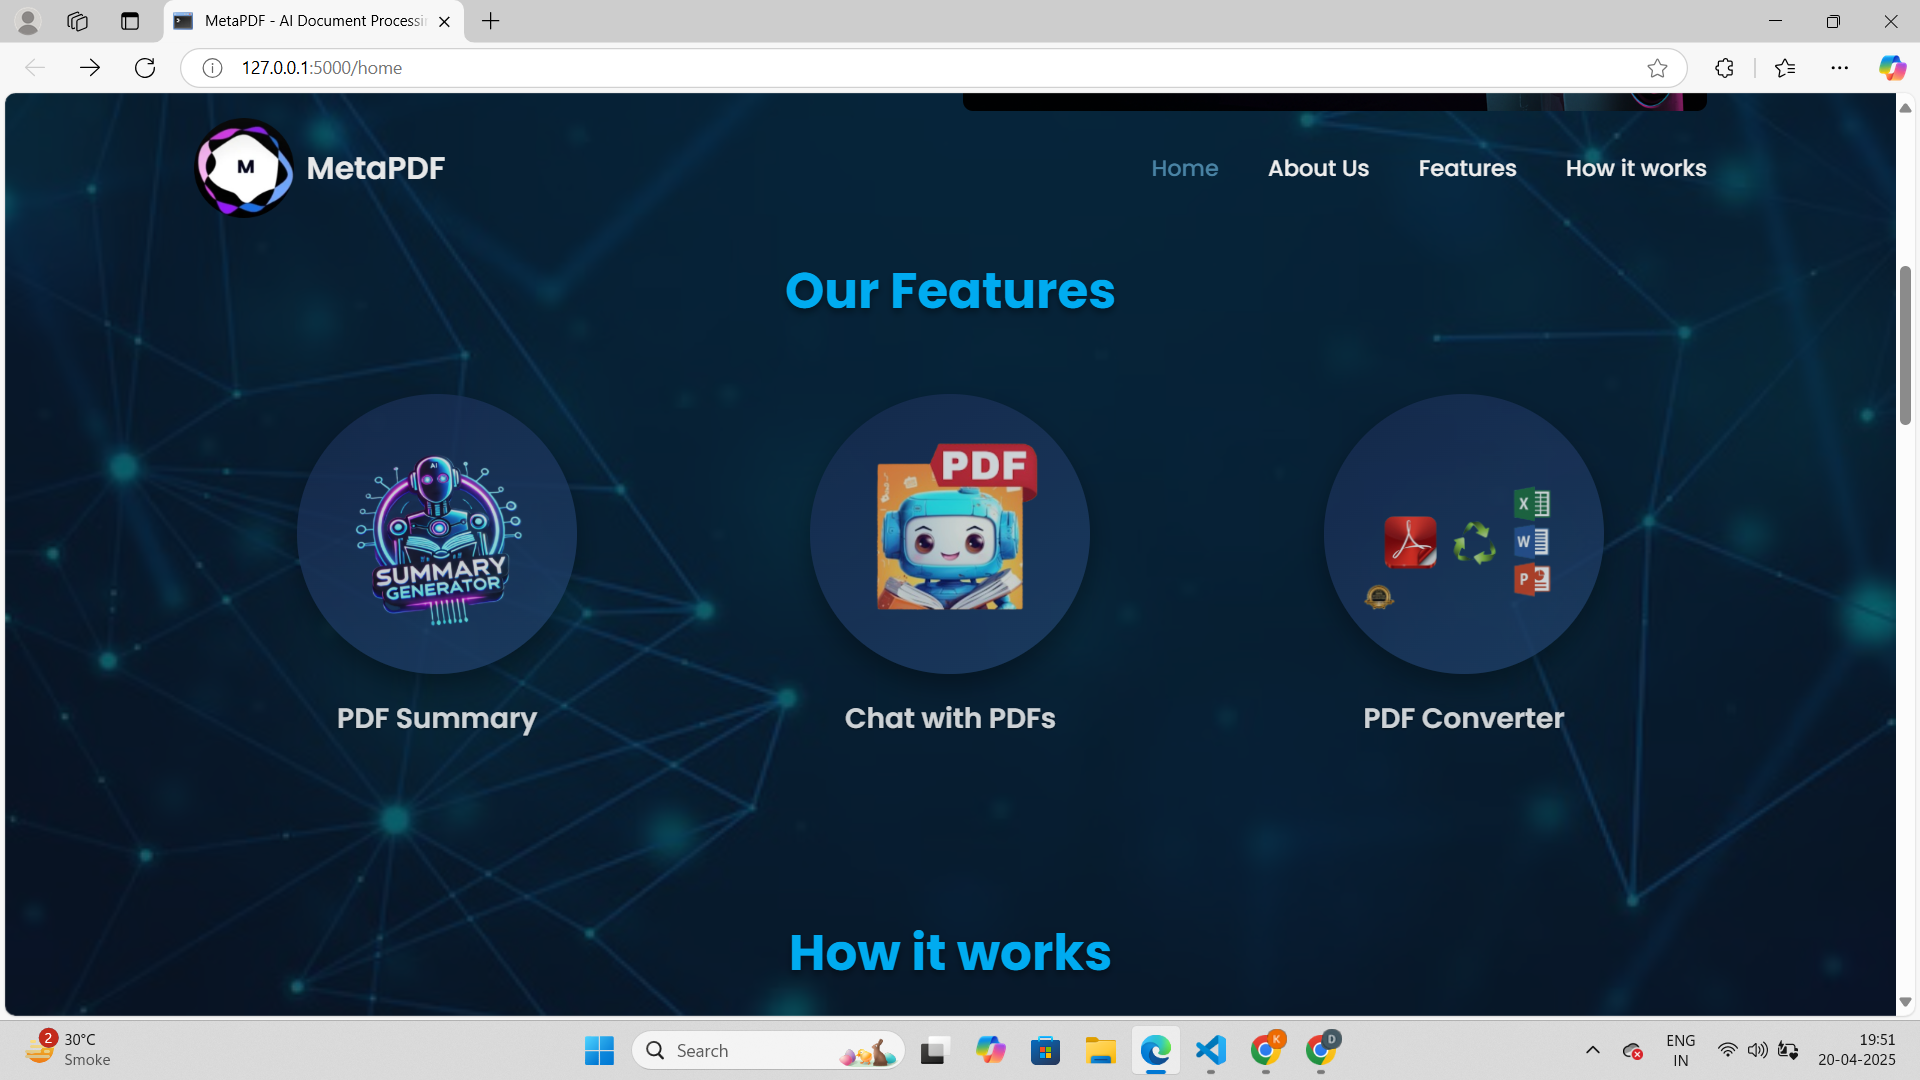 MetaPDF - AI Document Processin
127.0.0.1:5000/home
M
MetaPDF
Home
About Us
Features
How it works
Our Features
AI
SUMMARY
GENERATOR
PDF
X
W
P
PDF Summary
Chat with PDFs
PDF Converter
How it works
2
30°C
Smoke
Search
K
D
ENG
IN
19:51
20-04-2025